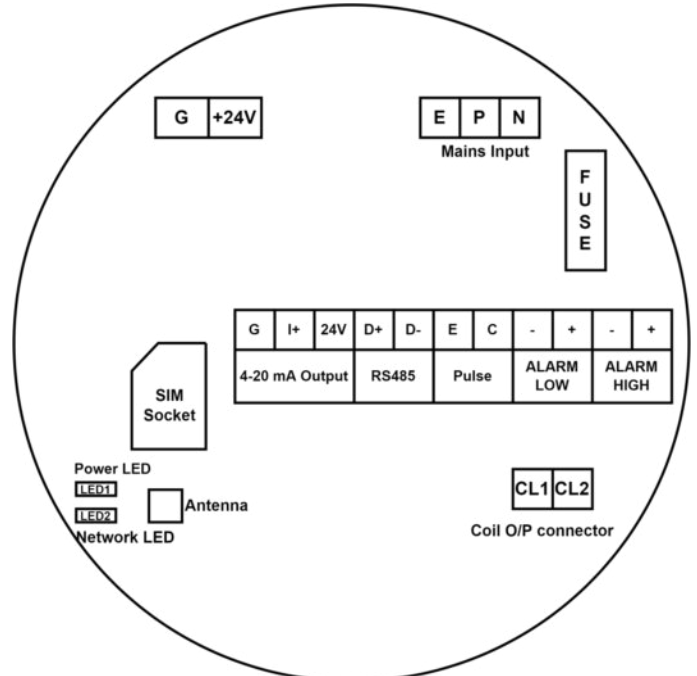 G +24V
E P N
Mains Input
F
U
S
E
G I+ 24V D+ D- E C - + - +
4-20 mA Output RS485 Pulse ALARM LOW ALARM HIGH
SIM
Socket
Power LED
LED1
LED2
Network LED
Antenna
CL1 CL2
Coil O/P connector